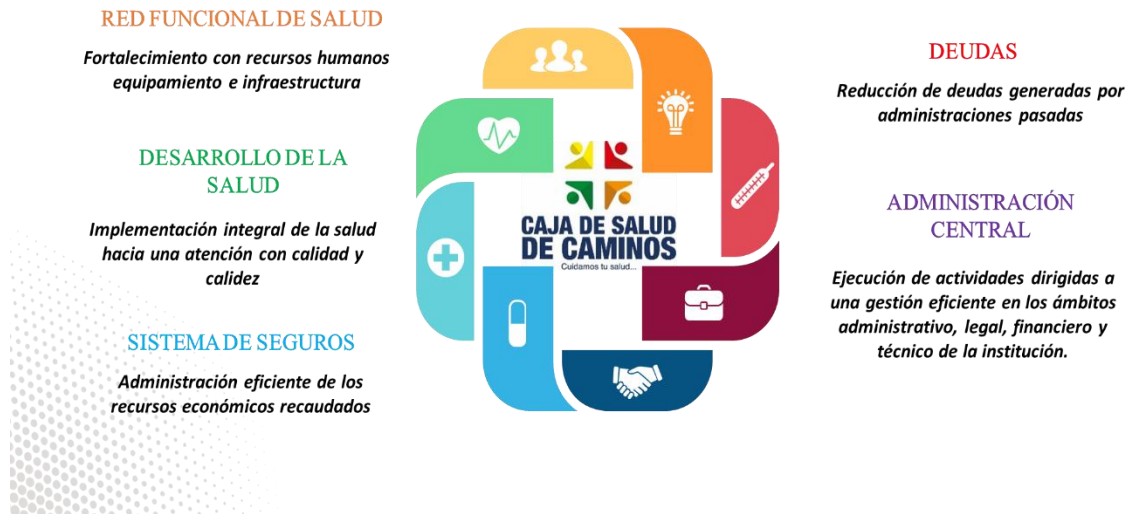 RED FUNCIONAL DE SALUD
Fortalecimiento con recursos humanos
equipamiento e infraestructura
DESARROLLO DE LA
SALUD
Implementación integral de la salud
hacia una atención con calidad y
calidez
SISTEMA DE SEGUROS
Administración eficiente de los
recursos económicos recaudados
CAJA DE SALUD
DE CAMINOS
Cuidamos tu salud...
DEUDAS
Reducción de deudas generadas por
administraciones pasadas
ADMINISTRACIÓN
CENTRAL
Ejecución de actividades dirigidas a
una gestión eficiente en los ámbitos
administrativo, legal, financiero y
técnico de la institución.